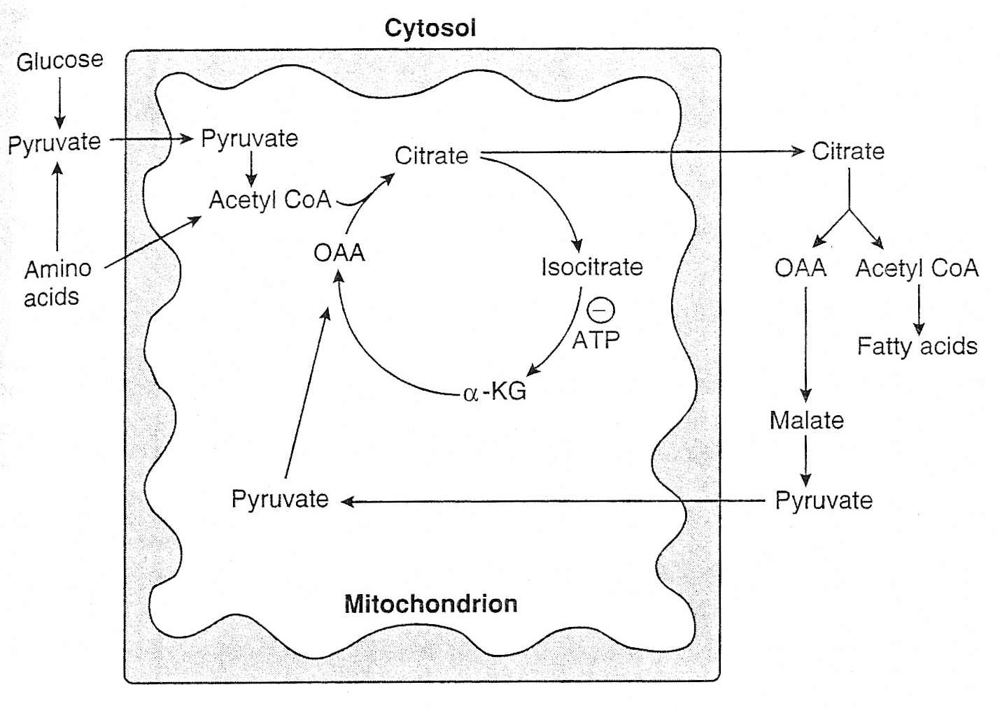 Cytosol
Glucose
Pyruvate
Pyruvate
Citrate
Citrate
Acetyl CoA
OAA
Isocitrate
OAA
Acetyl CoA
Amino
acids
−
ATP
Fatty acids
α-KG
Malate
Pyruvate
Pyruvate
Mitochondrion